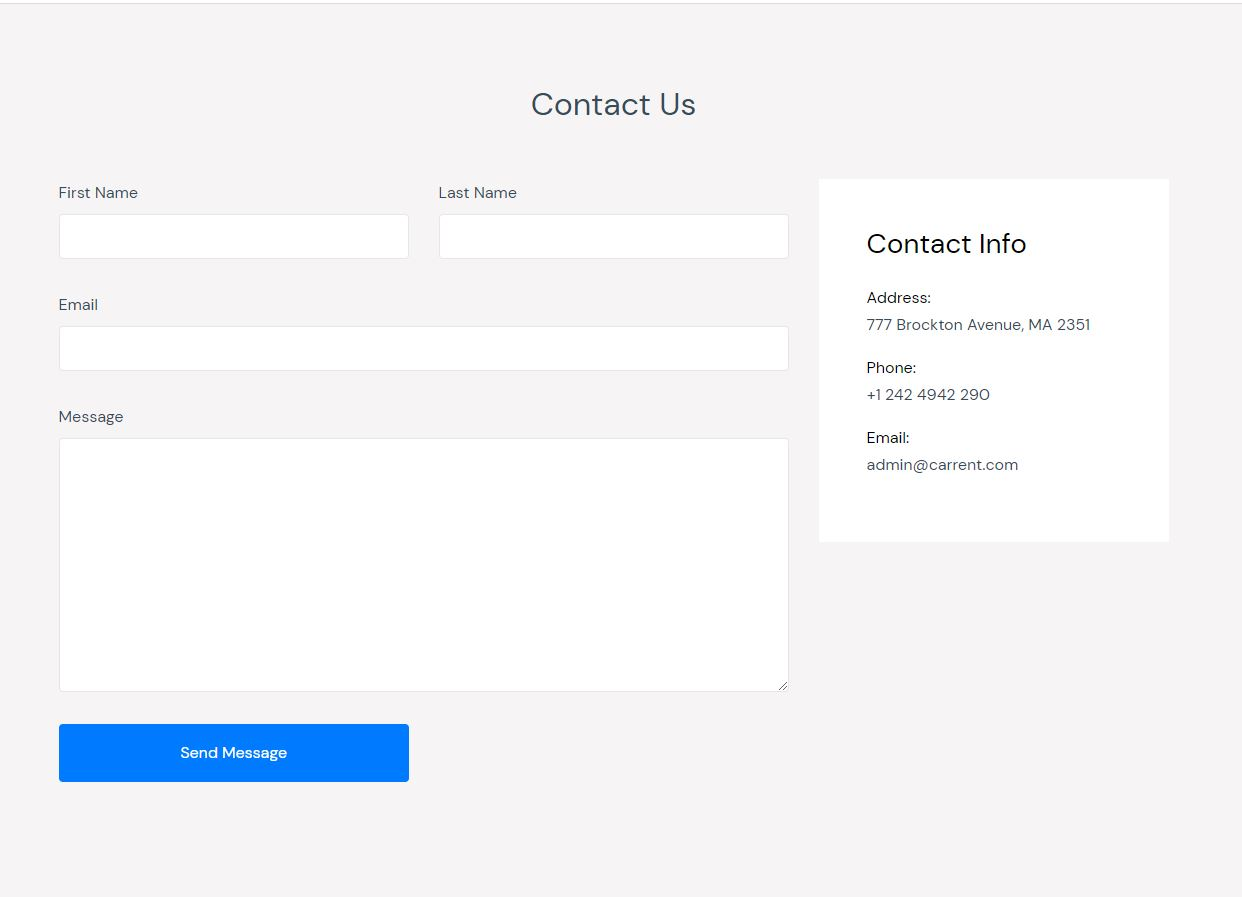 Contact Us
First Name
Last Name
Email
Message
Send Message
Contact Info
Address:
777 Brockton Avenue, MA 2351
Phone:
+1 242 4942 290
Email:
admin@carrent.com